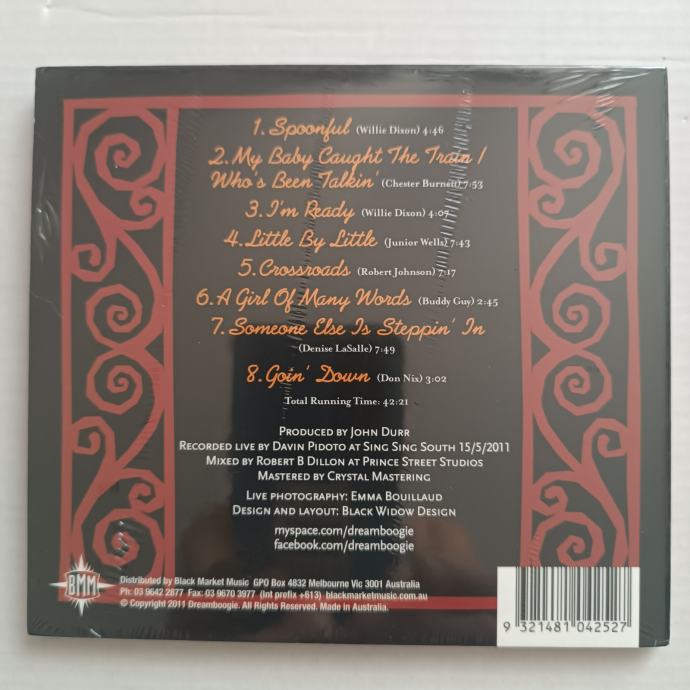 1. Spoonful (Willie Dixon) 4:46
2. My Baby Caught The Train /
Who's Been Talkin' (Chester Burnett) 7:53
3. I'm Ready (Willie Dixon) 4:07
4. Little By Little (Junior Wells) 7:43
5. Crossroads (Robert Johnson) 7:17
6. A Girl Of Many Words (Buddy Guy) 2:45
7. Someone Else Is Steppin' In
(Denise LaSalle) 7:49
8. Goin' Down (Don Nix) 3:02
Total Running Time: 42:21
Produced by John Durr
Recorded live by Davin Pidoto at Sing Sing South 15/5/2011
Mixed by Robert B Dillon at Prince Street Studios
Mastered by Crystal Mastering
Live photography: Emma Bouillaud
Design and layout: Black Widow Design
myspace.com/dreamboogie
facebook.com/dreamboogie
BMM
Distributed by Black Market Music GPO Box 4832 Melbourne Vic 3001 Australia
Ph: 03 9642 2877 Fax: 03 9670 3977 (Int prefix +613) blackmarketmusic.com.au
© Copyright 2011 Dreamboogie. All Rights Reserved. Made in Australia.
9 321481 042527